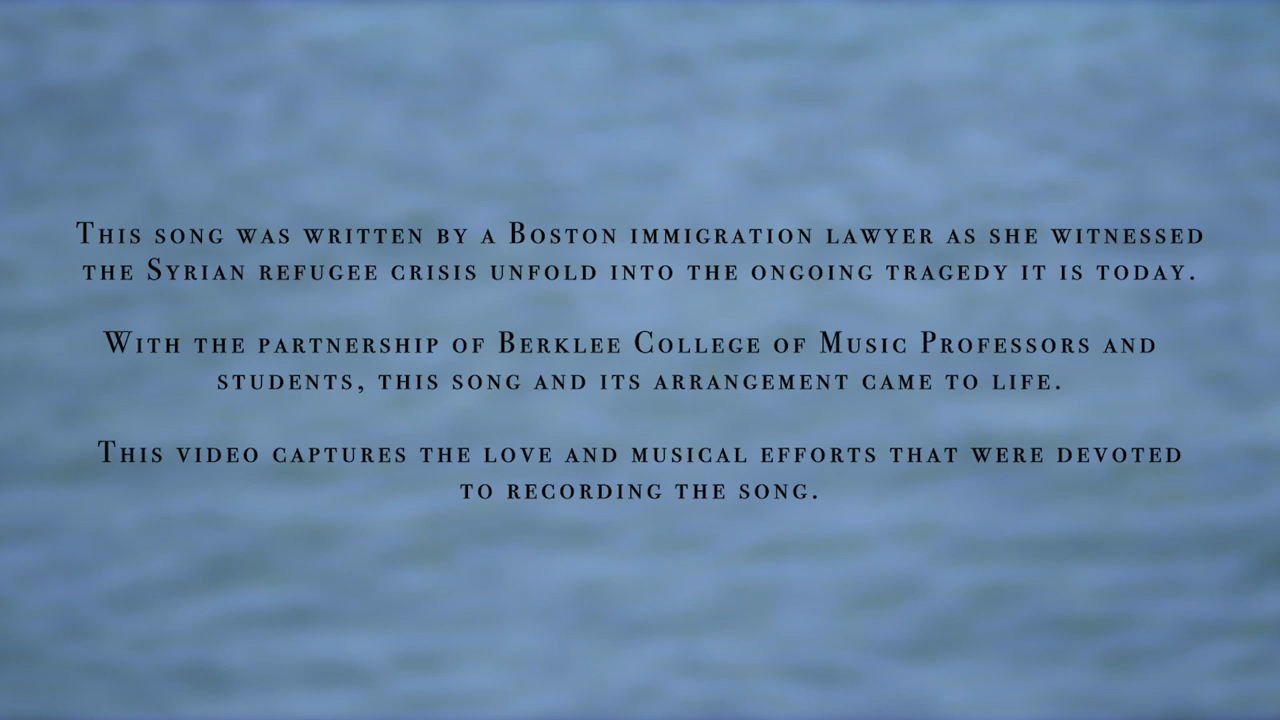 This song was written by a Boston immigration lawyer as she witnessed
the Syrian refugee crisis unfold into the ongoing tragedy it is today.
With the partnership of Berklee College of Music Professors and
students, this song and its arrangement came to life.
This video captures the love and musical efforts that were devoted
to recording the song.